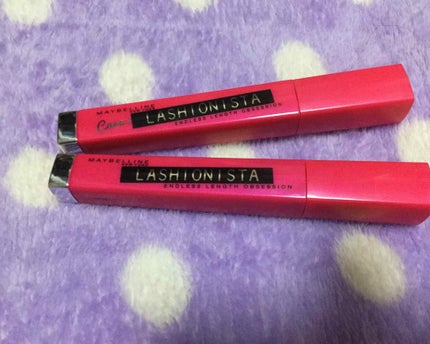 MAYBELLINE
LASHIONISTA
ENDLESS LENGTH OBSESSION
MAYBELLINE
LASHIONISTA
ENDLESS LENGTH OBSESSION